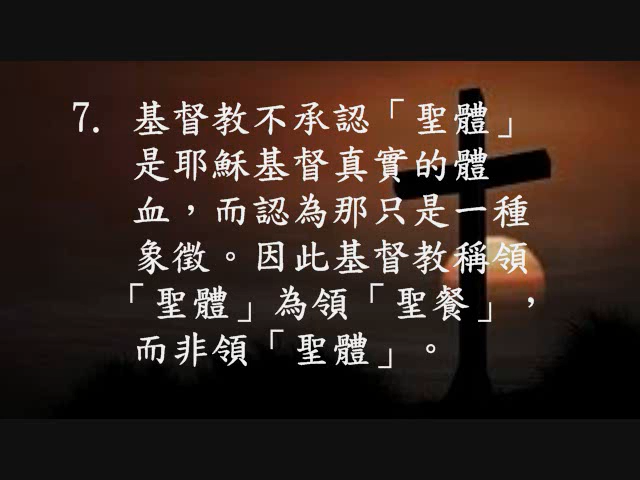 7. 基督教不承認「聖體」
是耶穌基督真實的體
血，而認為那只是一種
象徵。因此基督教稱領
「聖體」為領「聖餐」，
而非領「聖體」。